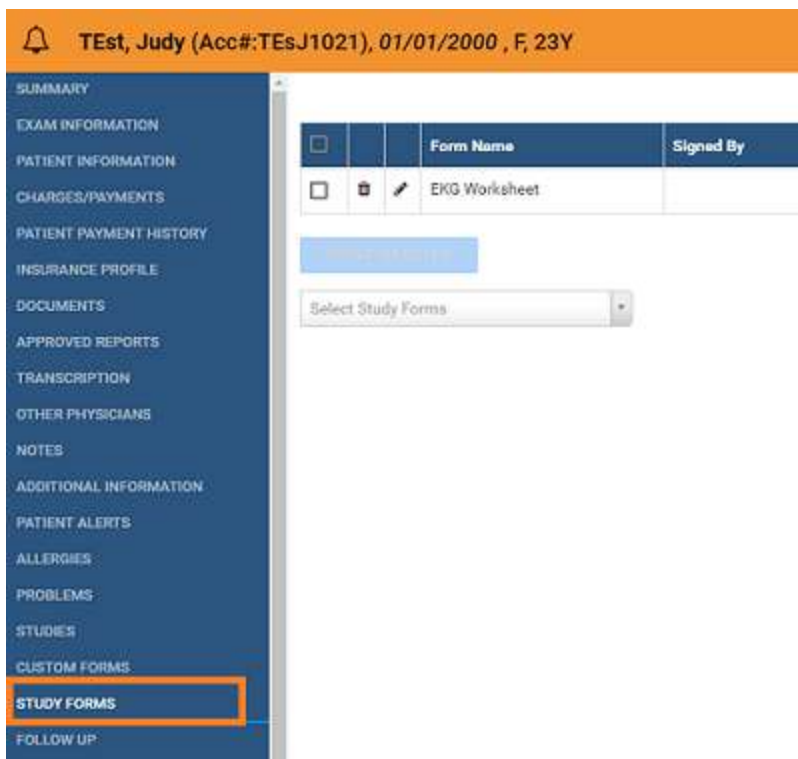 TEst, Judy (Acc#:TEsJ1021), 01/01/2000 , F, 23Y
SUMMARY
EXAM INFORMATION
PATIENT INFORMATION
CHARGES/PAYMENTS
PATIENT PAYMENT HISTORY
INSURANCE PROFILE
DOCUMENTS
APPROVED REPORTS
TRANSCRIPTION
OTHER PHYSICIANS
NOTES
ADDITIONAL INFORMATION
PATIENT ALERTS
ALLERGIES
PROBLEMS
STUDIES
CUSTOM FORMS
STUDY FORMS
FOLLOW UP
Form Name Signed By
EKG Worksheet
Select Study Forms